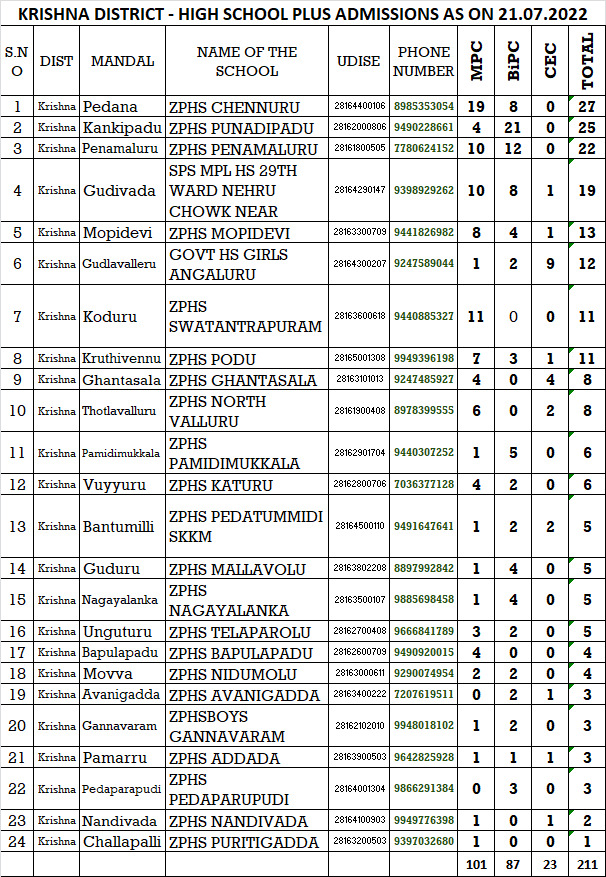 KRISHNA DISTRICT - HIGH SCHOOL PLUS ADMISSIONS AS ON 21.07.2022
S.NO DIST MANDAL NAME OF THE SCHOOL UDISE PHONE NUMBER MPC BiPC CEC TOTAL
1 Krishna Pedana ZPHS CHENNURU 28164400106 8985353054 19 8 0 27
2 Krishna Kankipadu ZPHS PUNADIPADU 28162000806 9490228661 4 21 0 25
3 Krishna Penamaluru ZPHS PENAMALURU 28161800505 7780624152 10 12 0 22
4 Krishna Gudivada SPS MPL HS 29TH WARD NEHRU CHOWK NEAR 28164290147 9398929262 10 8 1 19
5 Krishna Mopidevi ZPHS MOPIDEVI 28163300709 9441826982 8 4 1 13
6 Krishna Gudlavalleru GOVT HS GIRLS ANGALURU 28164300207 9247589044 1 2 9 12
7 Krishna Koduru ZPHS SWATANTRAPURAM 28163600618 9440885327 11 0 0 11
8 Krishna Kruthivennu ZPHS PODU 28165001308 9949396198 7 3 1 11
9 Krishna Ghantasala ZPHS GHANTASALA 28163101013 9247485927 4 0 4 8
10 Krishna Thotlavalluru ZPHS NORTH VALLURU 28161900408 8978399555 6 0 2 8
11 Krishna Pamidimukkala ZPHS PAMIDIMUKKALA 28162901704 9440307252 1 5 0 6
12 Krishna Vuyyuru ZPHS KATURU 28162800706 7036377128 4 2 0 6
13 Krishna Bantumilli ZPHS PEDATUMMIDI SKKM 28164500110 9491647641 1 2 2 5
14 Krishna Guduru ZPHS MALLAVOLU 28163802208 8897992842 1 4 0 5
15 Krishna Nagayalanka ZPHS NAGAYALANKA 28163500107 9885698458 1 4 0 5
16 Krishna Unguturu ZPHS TELAPAROLU 28162700408 9666841789 3 2 0 5
17 Krishna Bapulapadu ZPHS BAPULAPADU 28162600709 9490920015 4 0 0 4
18 Krishna Movva ZPHS NIDUMOLU 28163000611 9290074954 2 2 0 4
19 Krishna Avanigadda ZPHS AVANIGADDA 28163400222 7207619511 0 2 1 3
20 Krishna Gannavaram ZPHSBOYS GANNAVARAM 28162102010 9948018102 1 2 0 3
21 Krishna Pamarru ZPHS ADDADA 28163900503 9642825928 1 1 1 3
22 Krishna Pedaparapudi ZPHS PEDAPARUPUDI 28164001304 9866291384 0 3 0 3
23 Krishna Nandivada ZPHS NANDIVADA 28164100903 9949776398 1 0 1 2
24 Krishna Challapalli ZPHS PURITIGADDA 28163200503 9397032680 1 0 0 1
101 87 23 211